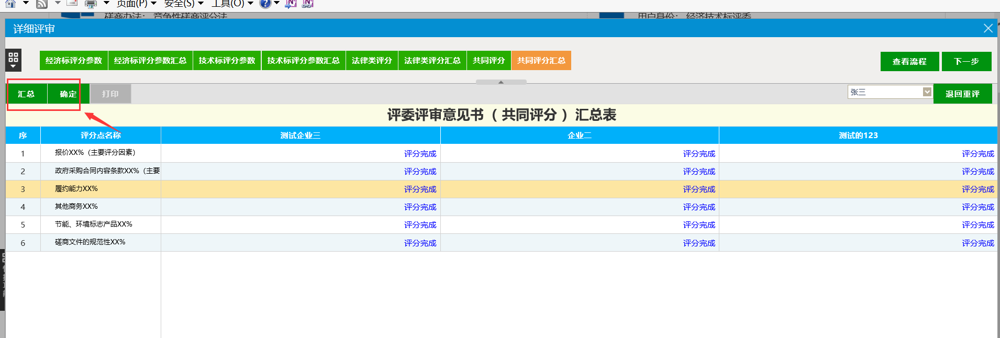 页面(P) 安全(S) 工具(O)
磋商办法： 竞争性磋商评分法 用户身份： 经济技术标评委
详细评审
经济标评分参数 经济标评分参数汇总 技术标评分参数 技术标评分参数汇总 法律类评分 法律类评分汇总 共同评分 共同评分汇总 查看流程 下一步
汇总 确定 打印 张三 退回重评
评委评审意见书（共同评分）汇总表
序 评分点名称 测试企业三 企业二 测试的123
1 报价XX%（主要评分因素） 评分完成 评分完成 评分完成
2 政府采购合同内容条款XX%（主要 评分完成 评分完成 评分完成
3 履约能力XX% 评分完成 评分完成 评分完成
4 其他商务XX% 评分完成 评分完成 评分完成
5 节能、环境标志产品XX% 评分完成 评分完成 评分完成
6 磋商文件的规范性XX% 评分完成 评分完成 评分完成